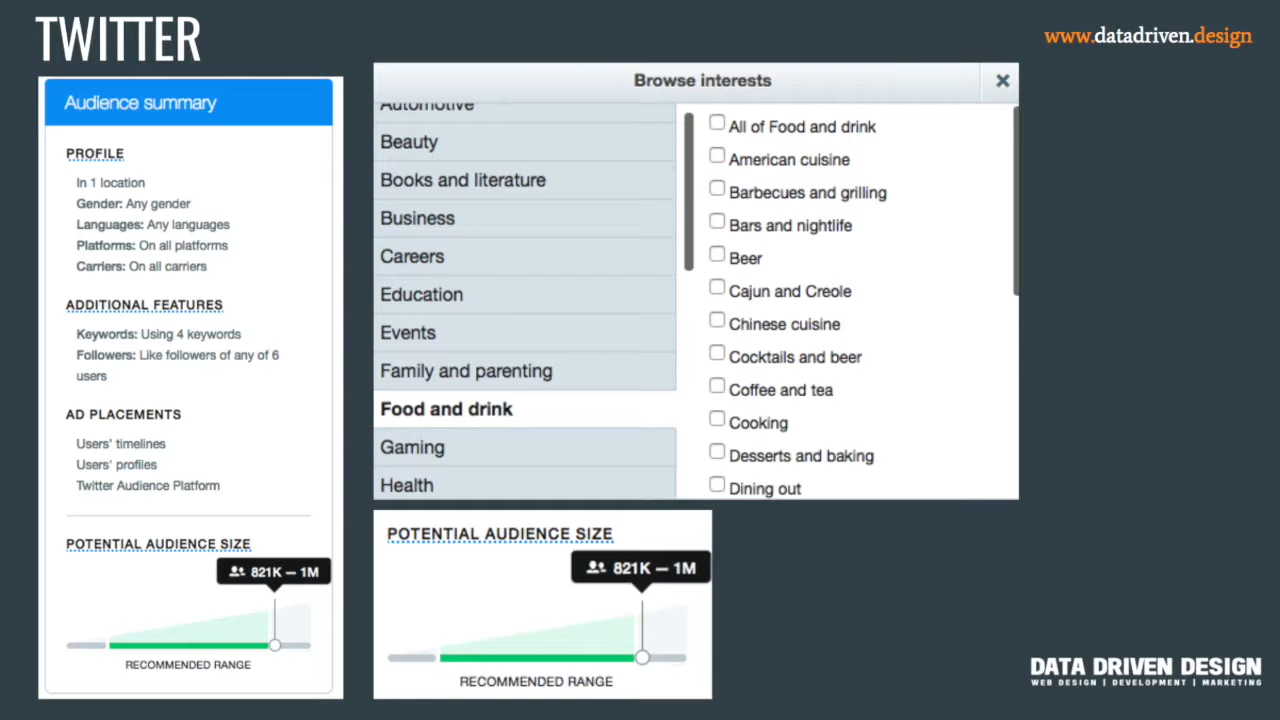 TWITTER
www.datadriven.design
Audience summary
PROFILE
In 1 location
Gender: Any gender
Languages: Any languages
Platforms: On all platforms
Carriers: On all carriers
ADDITIONAL FEATURES
Keywords: Using 4 keywords
Followers: Like followers of any of 6
users
AD PLACEMENTS
Users' timelines
Users' profiles
Twitter Audience Platform
POTENTIAL AUDIENCE SIZE
821K — 1M
RECOMMENDED RANGE
Browse interests
Automotive
Beauty
Books and literature
Business
Careers
Education
Events
Family and parenting
Food and drink
Gaming
Health
All of Food and drink
American cuisine
Barbecues and grilling
Bars and nightlife
Beer
Cajun and Creole
Chinese cuisine
Cocktails and beer
Coffee and tea
Cooking
Desserts and baking
Dining out
POTENTIAL AUDIENCE SIZE
821K — 1M
RECOMMENDED RANGE
DATA DRIVEN DESIGN
WEB DESIGN | DEVELOPMENT | MARKETING